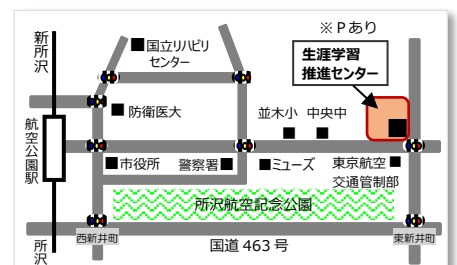 ※Pあり
新所沢
■国立リハビリ
センター
生涯学習
推進センター
■防衛医大
並木小
中央中
航空公園駅
■市役所
警察署■
■ミューズ
東京航空■
交通管制部
所沢航空記念公園
西新井町
国道463号
東新井町
所沢